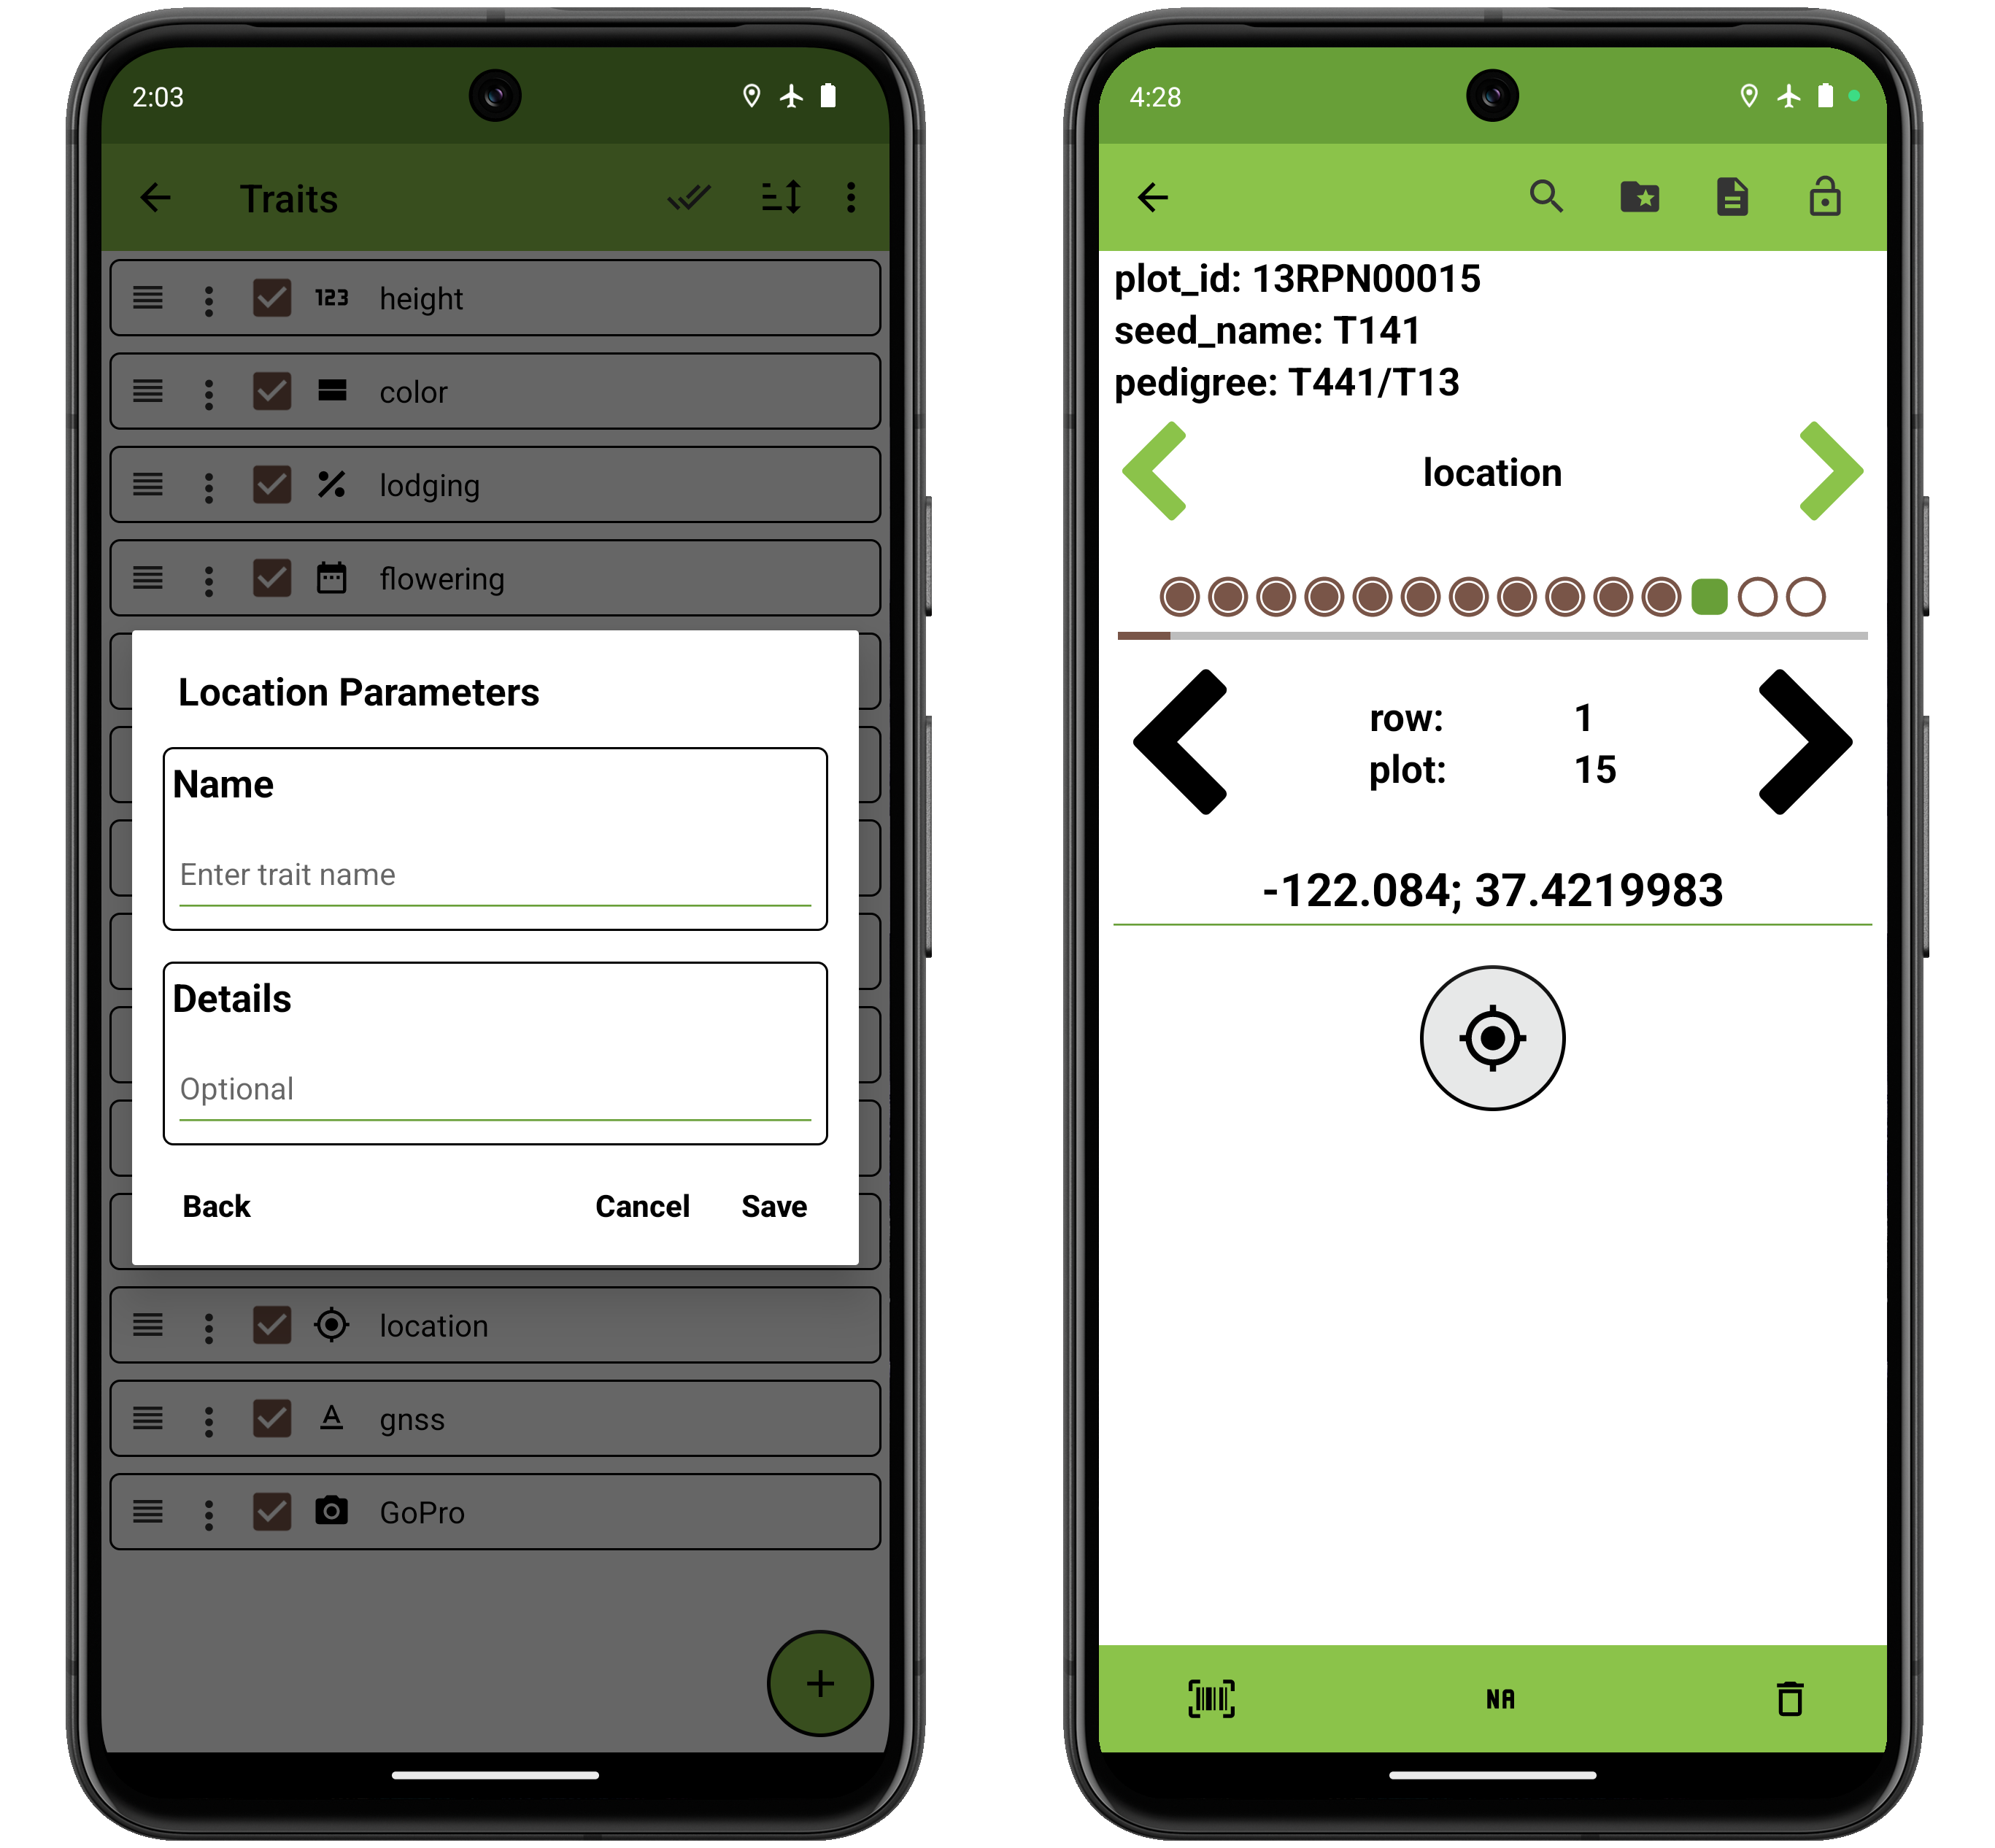 2:03
Traits
123 height
color
% lodging
flowering
Location Parameters
Name
Enter trait name
Details
Optional
Back Cancel Save
location
A gnss
GoPro
+
4:28
plot_id: 13RPN00015
seed_name: T141
pedigree: T441/T13
location
row: 1
plot: 15
-122.084; 37.4219983
NA